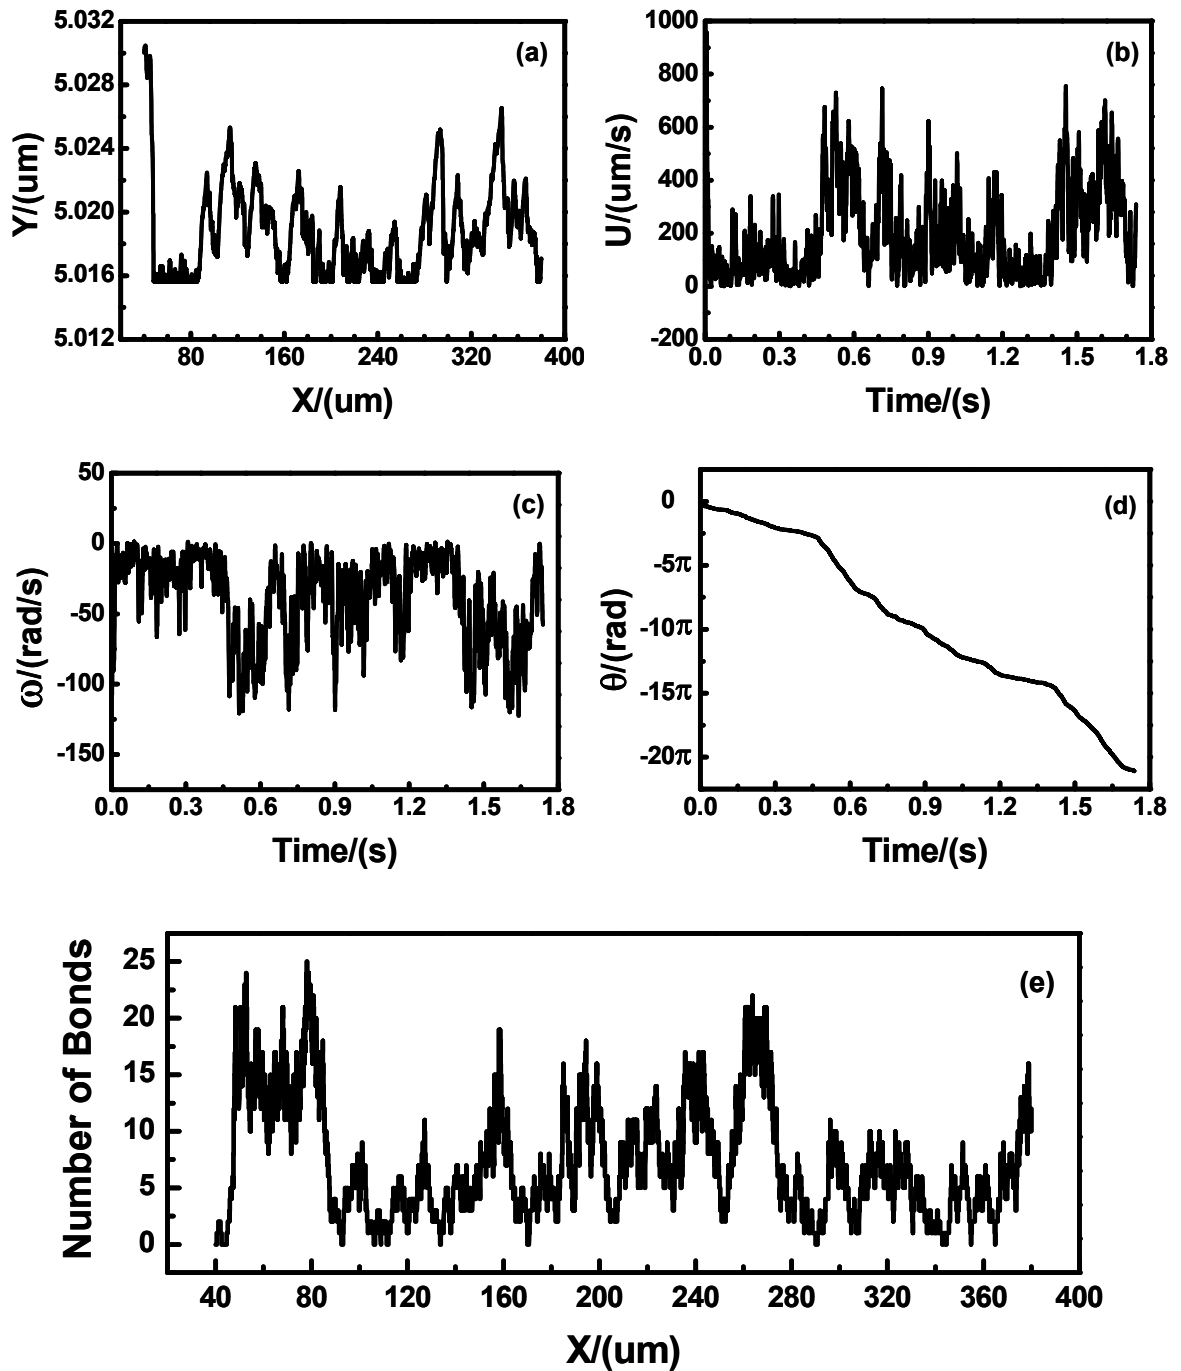 5.032
5.028
5.024
5.020
5.016
5.012
Y/(um)
(a)
80 160 240 320 400
X/(um)
1000
800
600
400
200
0
-200
U/(um/s)
(b)
0.0 0.3 0.6 0.9 1.2 1.5 1.8
Time/(s)
50
0
-50
-100
-150
ω/(rad/s)
(c)
0.0 0.3 0.6 0.9 1.2 1.5 1.8
Time/(s)
0
-5π
-10π
-15π
-20π
θ/(rad)
(d)
0.0 0.3 0.6 0.9 1.2 1.5 1.8
Time/(s)
25
20
15
10
5
0
Number of Bonds
(e)
40 80 120 160 200 240 280 320 360 400
X/(um)